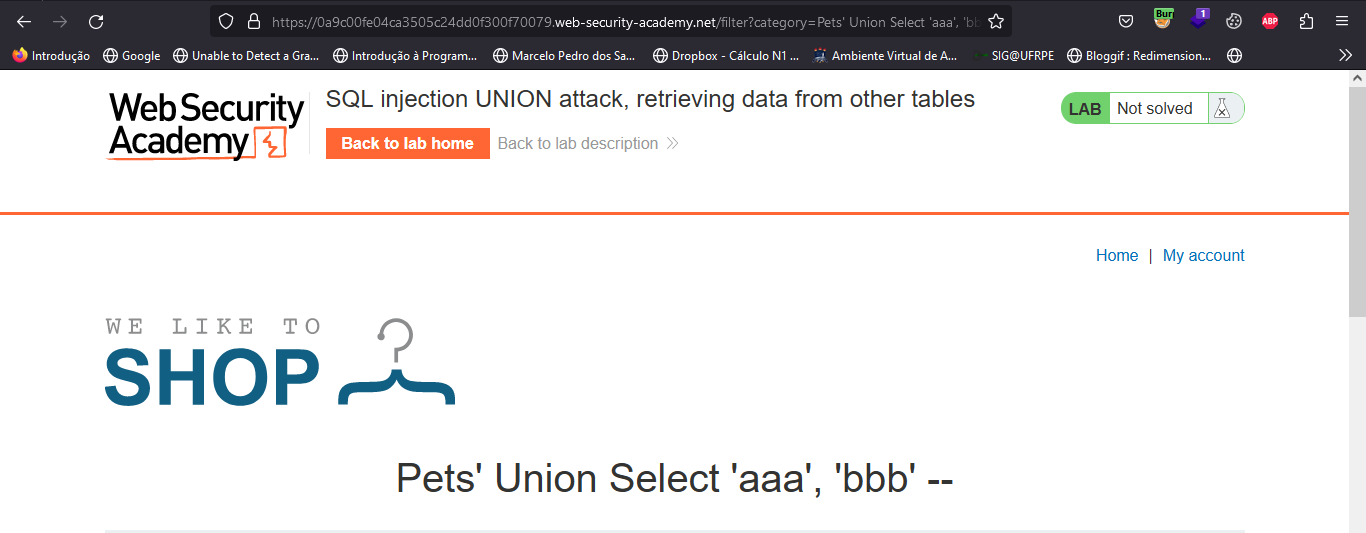 https://0a9c00fe04ca3505c24dd0f300f70079.web-security-academy.net/filter?category=Pets' Union Select 'aaa', 'bb
Bur
1
ABP
Introdução Google Unable to Detect a Gra... Introdução à Program... Marcelo Pedro dos Sa... Dropbox - Cálculo N1 ... Ambiente Virtual de A... SIG@UFRPE Bloggif : Redimension...
Web Security
Academy
SQL injection UNION attack, retrieving data from other tables
Back to lab home Back to lab description
LAB Not solved
Home | My account
WE LIKE TO
SHOP
Pets' Union Select 'aaa', 'bbb' --